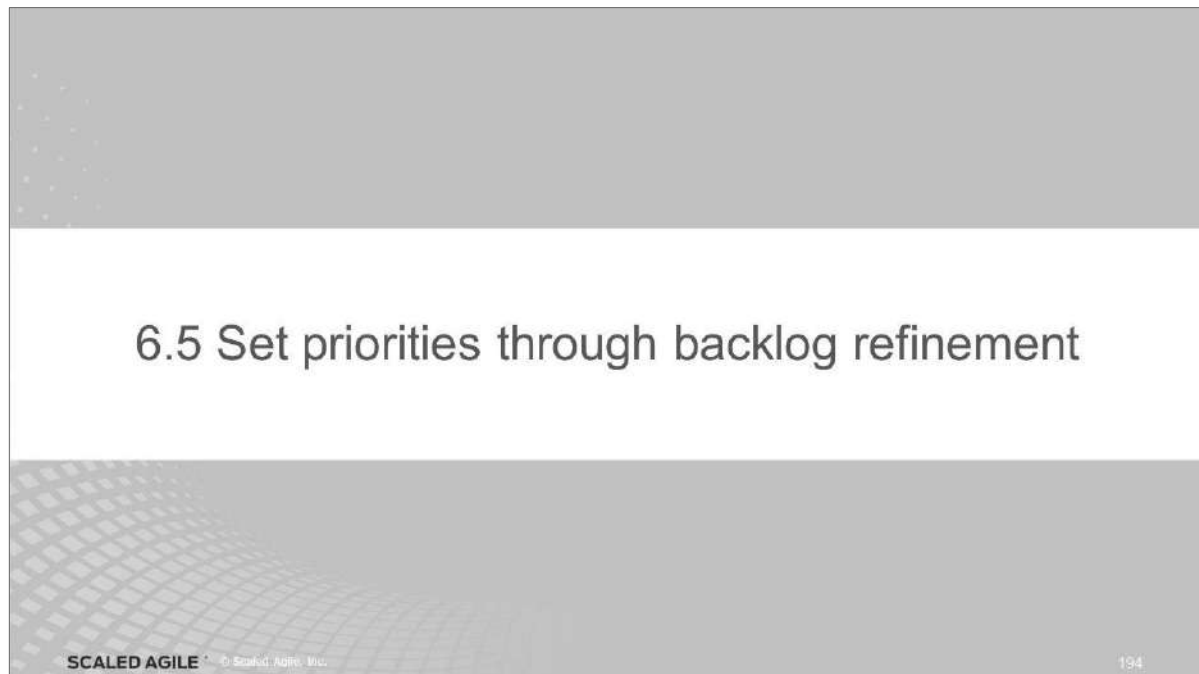 6.5 Set priorities through backlog refinement
SCALED AGILE © Scaled Agile, Inc.
194